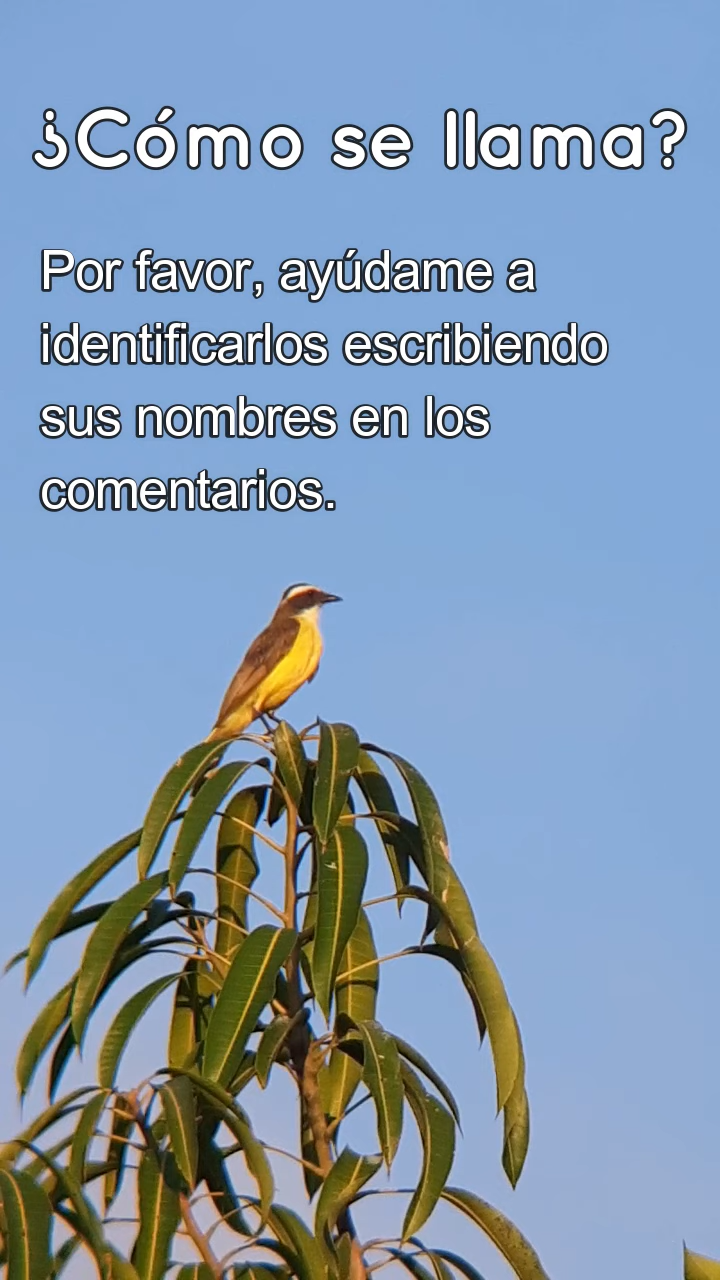 ¿Cómo se llama?
Por favor, ayúdame a
identificarlos escribiendo
sus nombres en los
comentarios.